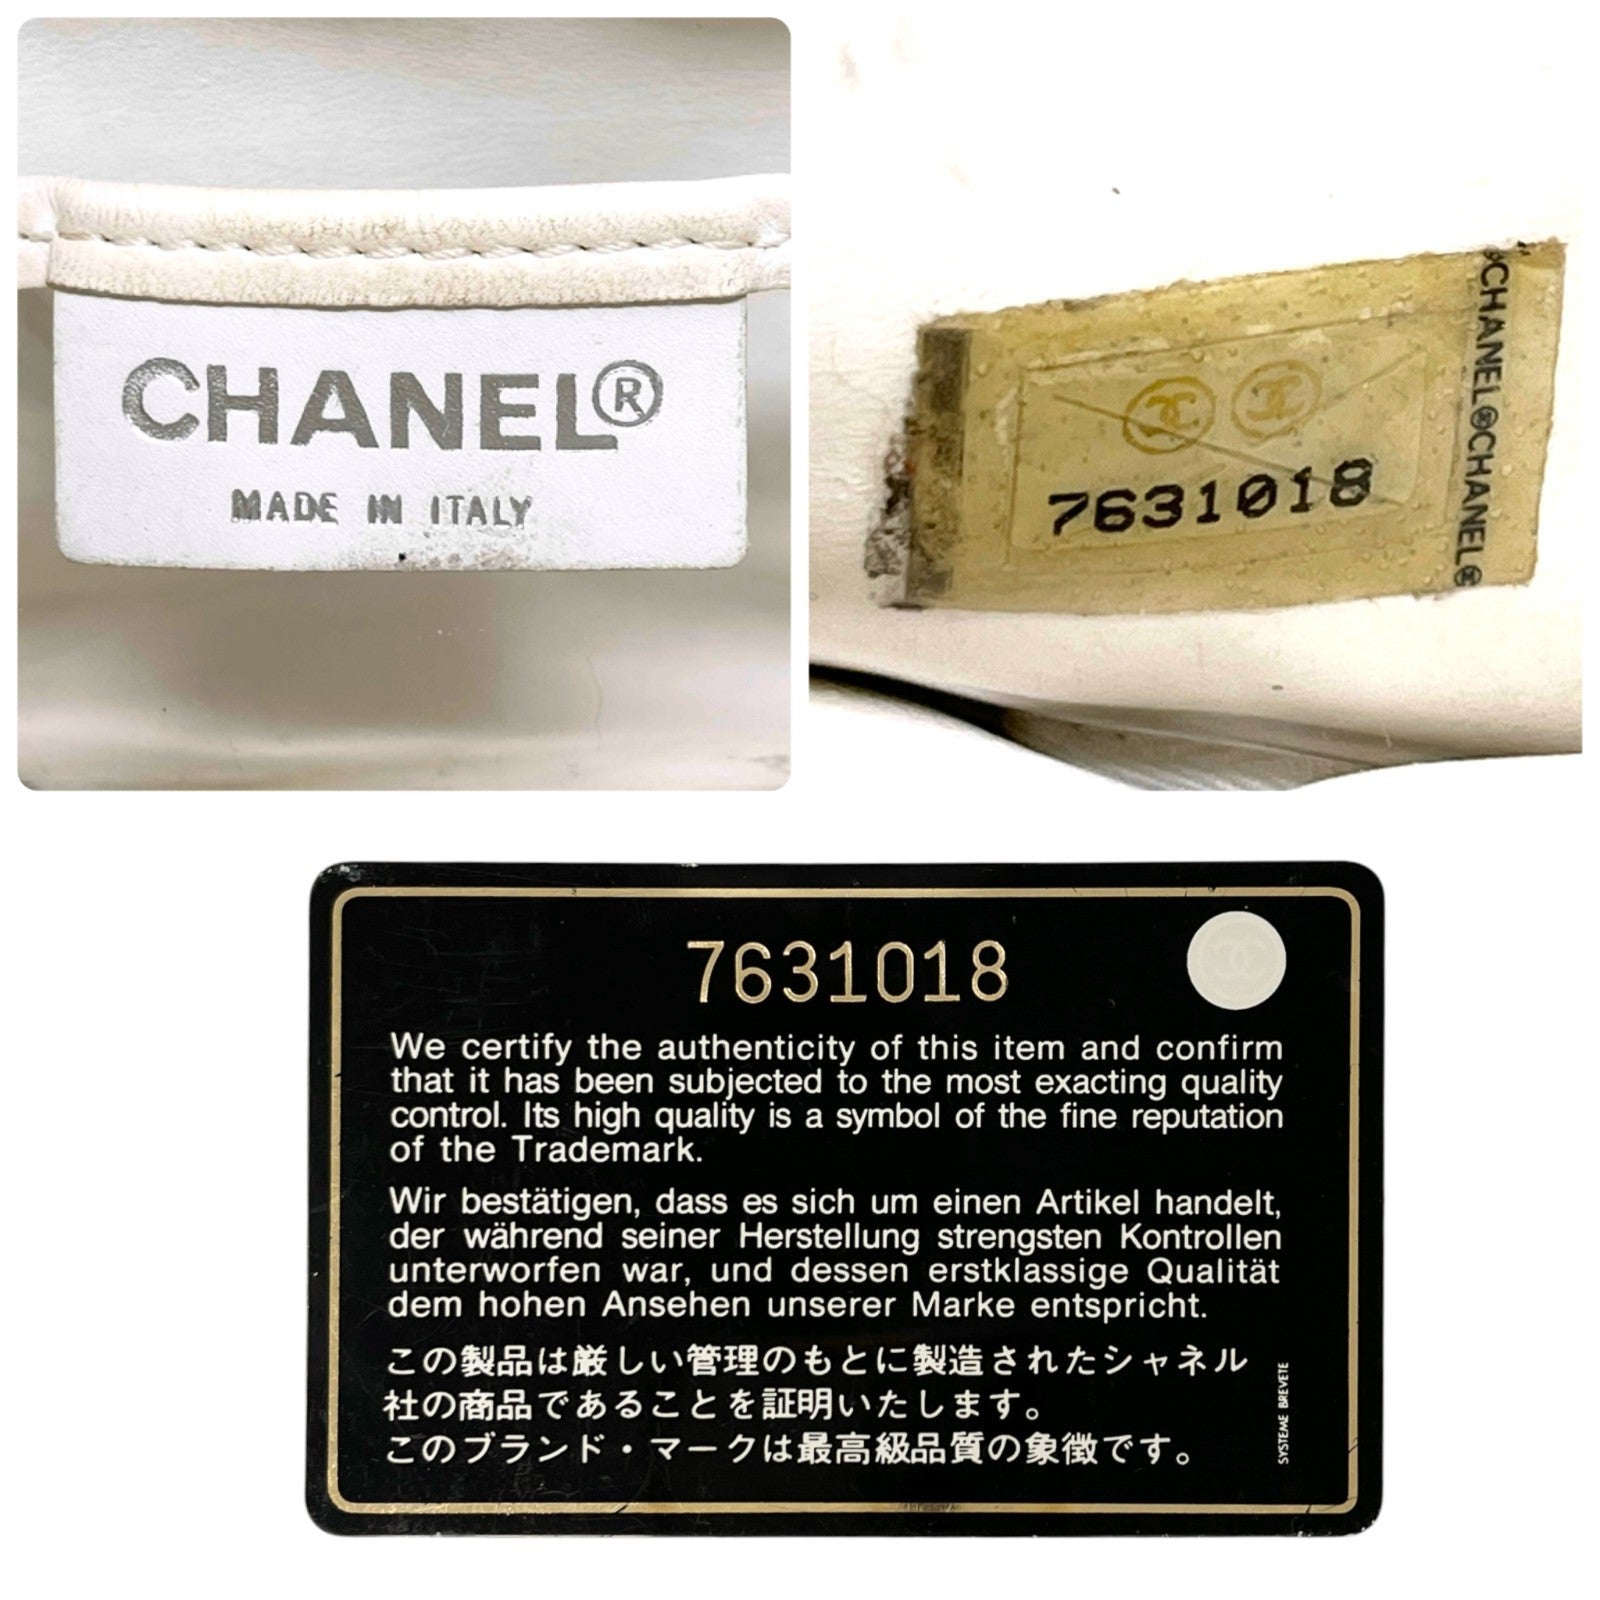 CHANEL®
MADE IN ITALY
7631018
CHANEL®CHANEL®
7631018
We certify the authenticity of this item and confirm
that it has been subjected to the most exacting quality
control. Its high quality is a symbol of the fine reputation
of the Trademark.
Wir bestätigen, dass es sich um einen Artikel handelt,
der während seiner Herstellung strengsten Kontrollen
unterworfen war, und dessen erstklassige Qualität
dem hohen Ansehen unserer Marke entspricht.
この製品は厳しい管理のもとに製造されたシャネル
社の商品であることを証明いたします。
このブランド・マークは最高級品質の象徴です。
SYSTEME BREVETE